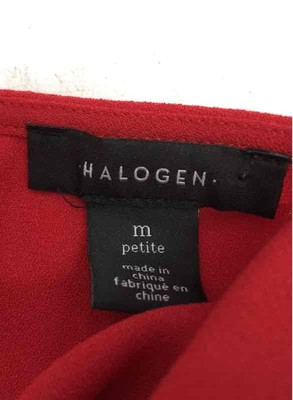 ·HALOGEN·
m
petite
made in
china
fabriqué en
chine